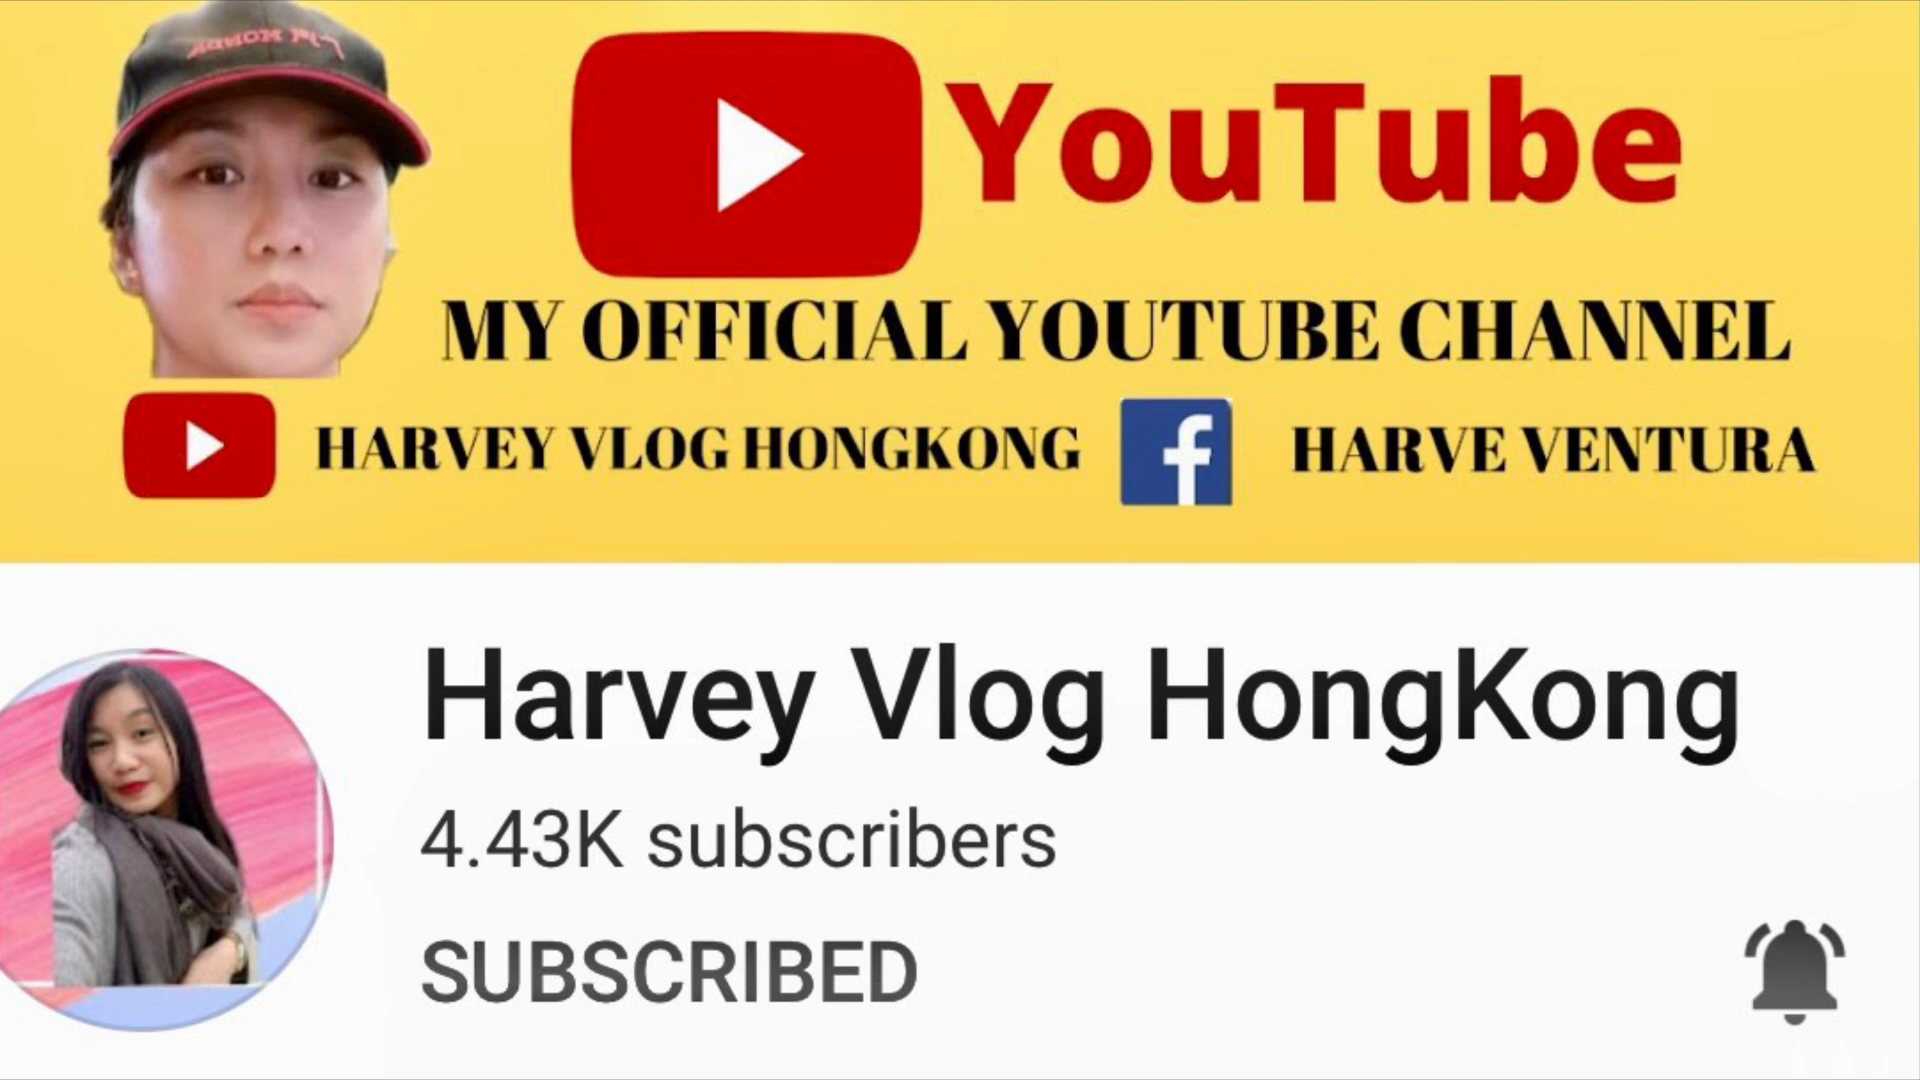 YouTube
MY OFFICIAL YOUTUBE CHANNEL
HARVEY VLOG HONGKONG
f
HARVE VENTURA
Harvey Vlog HongKong
4.43K subscribers
SUBSCRIBED